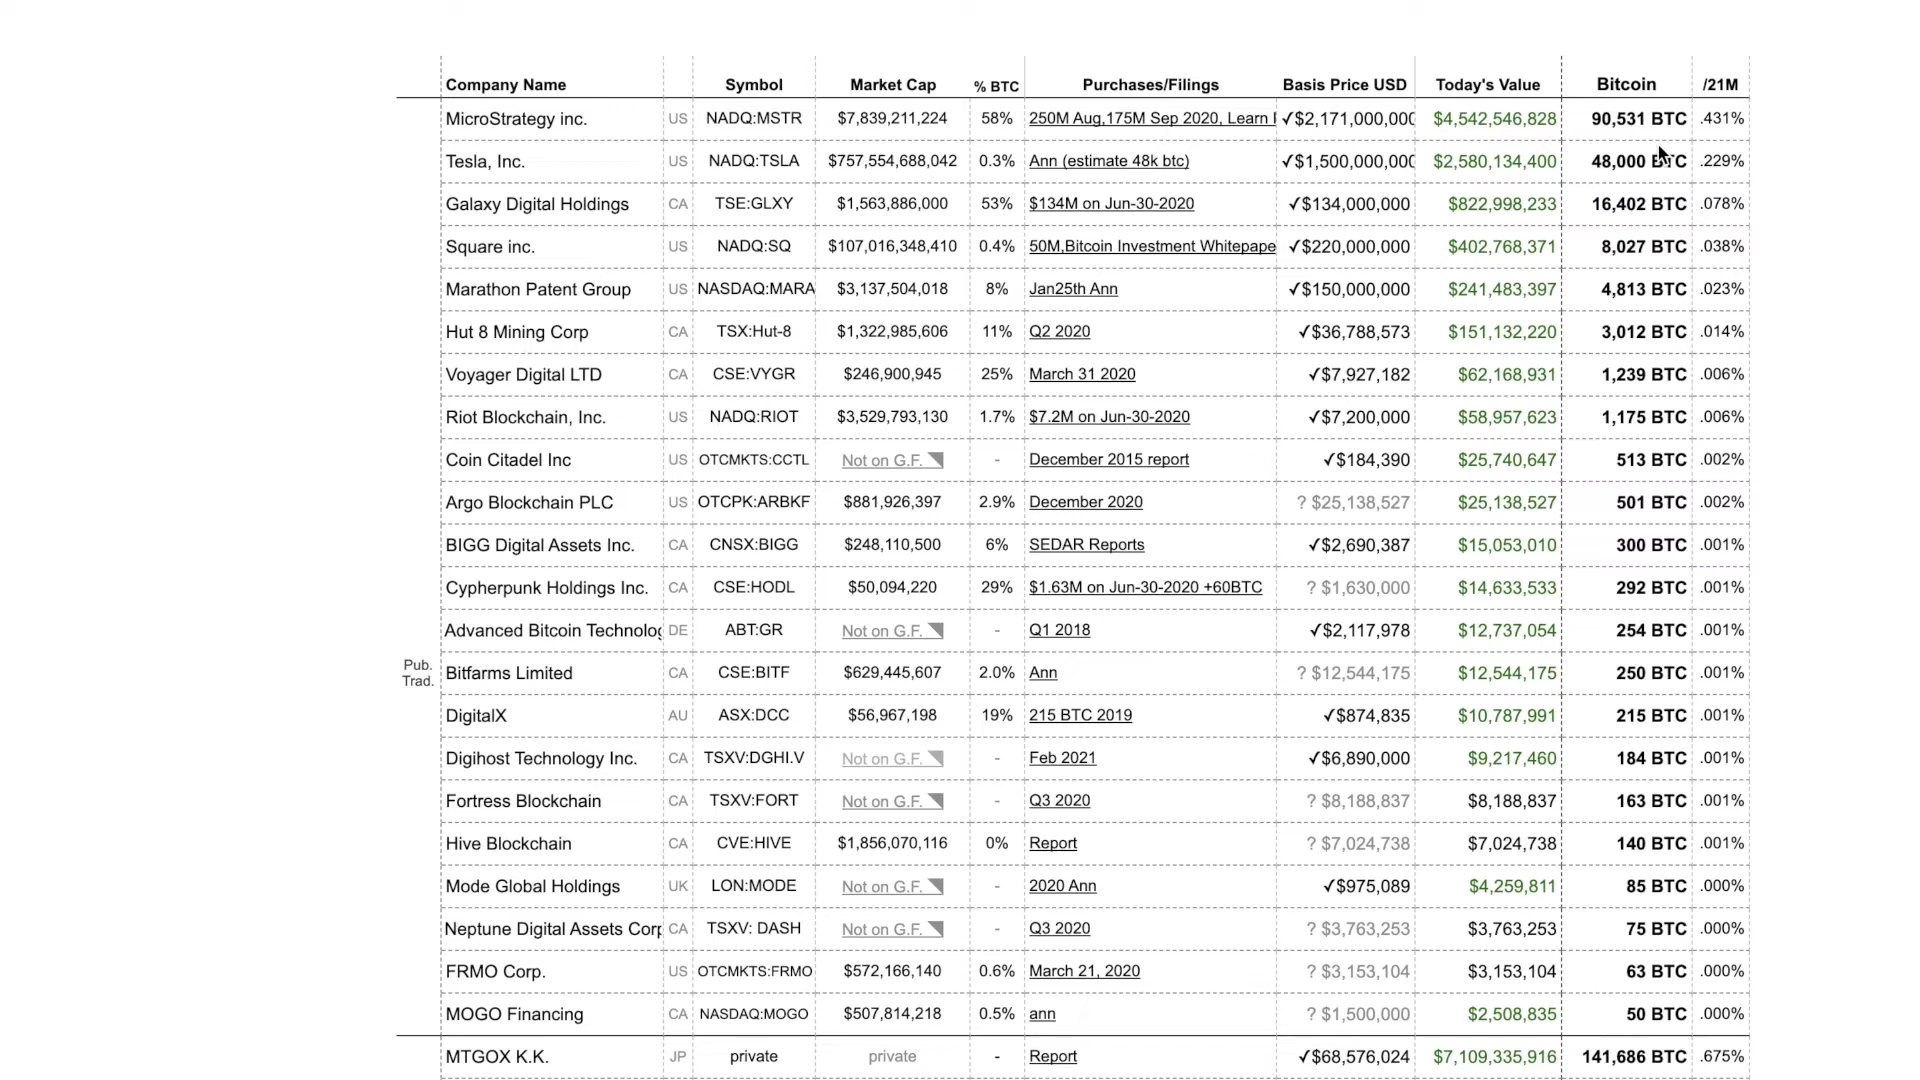 Company Name Symbol Market Cap % BTC Purchases/Filings Basis Price USD Today's Value Bitcoin /21M
MicroStrategy inc. US NADQ:MSTR $7,839,211,224 58% 250M Aug,175M Sep 2020, Learn ✓$2,171,000,000 $4,542,546,828 90,531 BTC .431%
Tesla, Inc. US NADQ:TSLA $757,554,688,042 0.3% Ann (estimate 48k btc) ✓$1,500,000,000 $2,580,134,400 48,000 BTC .229%
Galaxy Digital Holdings CA TSE:GLXY $1,563,886,000 53% $134M on Jun-30-2020 ✓$134,000,000 $822,998,233 16,402 BTC .078%
Square inc. US NADQ:SQ $107,016,348,410 0.4% 50M,Bitcoin Investment Whitepape ✓$220,000,000 $402,768,371 8,027 BTC .038%
Marathon Patent Group US NASDAQ:MARA $3,137,504,018 8% Jan25th Ann ✓$150,000,000 $241,483,397 4,813 BTC .023%
Hut 8 Mining Corp CA TSX:Hut-8 $1,322,985,606 11% Q2 2020 ✓$36,788,573 $151,132,220 3,012 BTC .014%
Voyager Digital LTD CA CSE:VYGR $246,900,945 25% March 31 2020 ✓$7,927,182 $62,168,931 1,239 BTC .006%
Riot Blockchain, Inc. US NADQ:RIOT $3,529,793,130 1.7% $7.2M on Jun-30-2020 ✓$7,200,000 $58,957,623 1,175 BTC .006%
Coin Citadel Inc US OTCMKTS:CCTL Not on G.F. - December 2015 report ✓$184,390 $25,740,647 513 BTC .002%
Argo Blockchain PLC US OTCPK:ARBKF $881,926,397 2.9% December 2020 ? $25,138,527 $25,138,527 501 BTC .002%
BIGG Digital Assets Inc. CA CNSX:BIGG $248,110,500 6% SEDAR Reports ✓$2,690,387 $15,053,010 300 BTC .001%
Cypherpunk Holdings Inc. CA CSE:HODL $50,094,220 29% $1.63M on Jun-30-2020 +60BTC ? $1,630,000 $14,633,533 292 BTC .001%
Advanced Bitcoin Technolog DE ABT:GR Not on G.F. - Q1 2018 ✓$2,117,978 $12,737,054 254 BTC .001%
Pub. Trad.
Bitfarms Limited CA CSE:BITF $629,445,607 2.0% Ann ? $12,544,175 $12,544,175 250 BTC .001%
DigitalX AU ASX:DCC $56,967,198 19% 215 BTC 2019 ✓$874,835 $10,787,991 215 BTC .001%
Digihost Technology Inc. CA TSXV:DGHI.V Not on G.F. - Feb 2021 ✓$6,890,000 $9,217,460 184 BTC .001%
Fortress Blockchain CA TSXV:FORT Not on G.F. - Q3 2020 ? $8,188,837 $8,188,837 163 BTC .001%
Hive Blockchain CA CVE:HIVE $1,856,070,116 0% Report ? $7,024,738 $7,024,738 140 BTC .001%
Mode Global Holdings UK LON:MODE Not on G.F. - 2020 Ann ✓$975,089 $4,259,811 85 BTC .000%
Neptune Digital Assets Corp CA TSXV: DASH Not on G.F. - Q3 2020 ? $3,763,253 $3,763,253 75 BTC .000%
FRMO Corp. US OTCMKTS:FRMO $572,166,140 0.6% March 21, 2020 ? $3,153,104 $3,153,104 63 BTC .000%
MOGO Financing CA NASDAQ:MOGO $507,814,218 0.5% ann ? $1,500,000 $2,508,835 50 BTC .000%
MTGOX K.K. JP private private - Report ✓$68,576,024 $7,109,335,916 141,686 BTC .675%